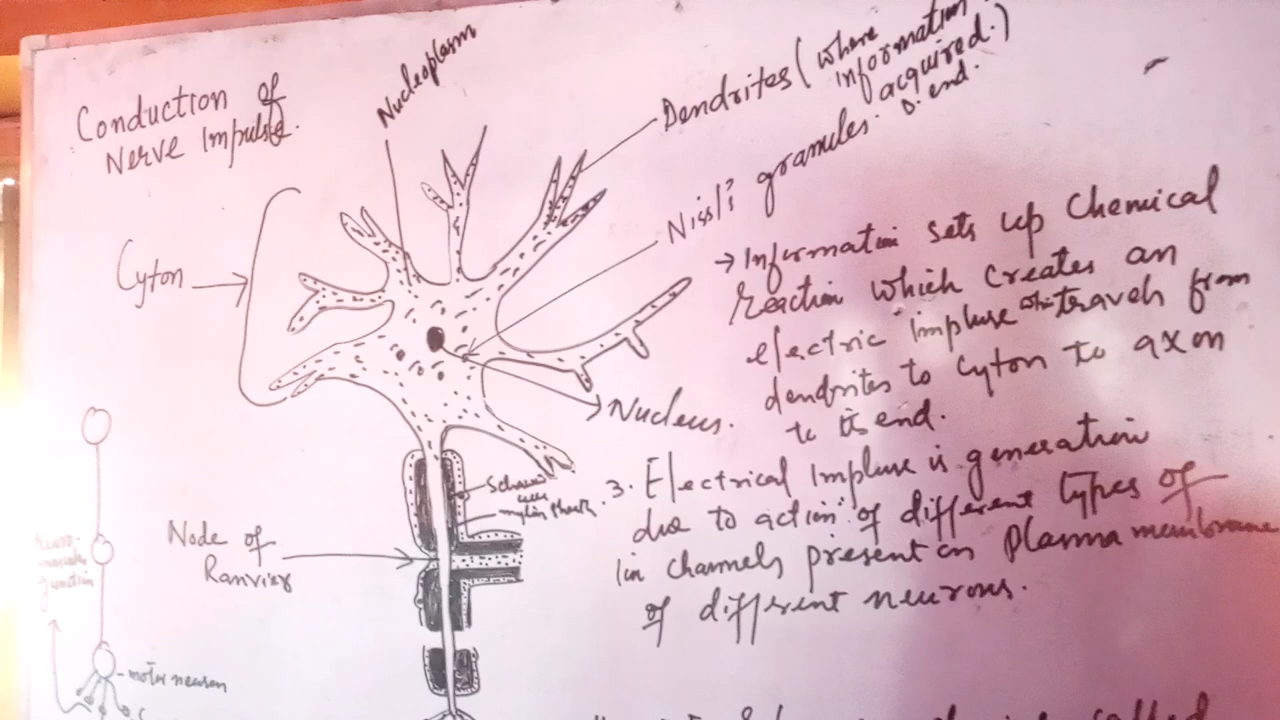 Conduction of
Nerve Impulse.
Nucleoplasm
Dendrites (where
information
acquired.)
D. end.
Nissl's granules.
Cyton
→ Information sets up Chemical
reaction which creates an
electric impluse travels from
dendrites to Cyton to axon
to its end.
Nucleus.
3. Electrical Impluse is generation
due to action of different types of
ion channels present on Plasma membrane
of different neurons.
Schwann
cell
myelin sheath
Node of
Ranvier
motor neuron
called